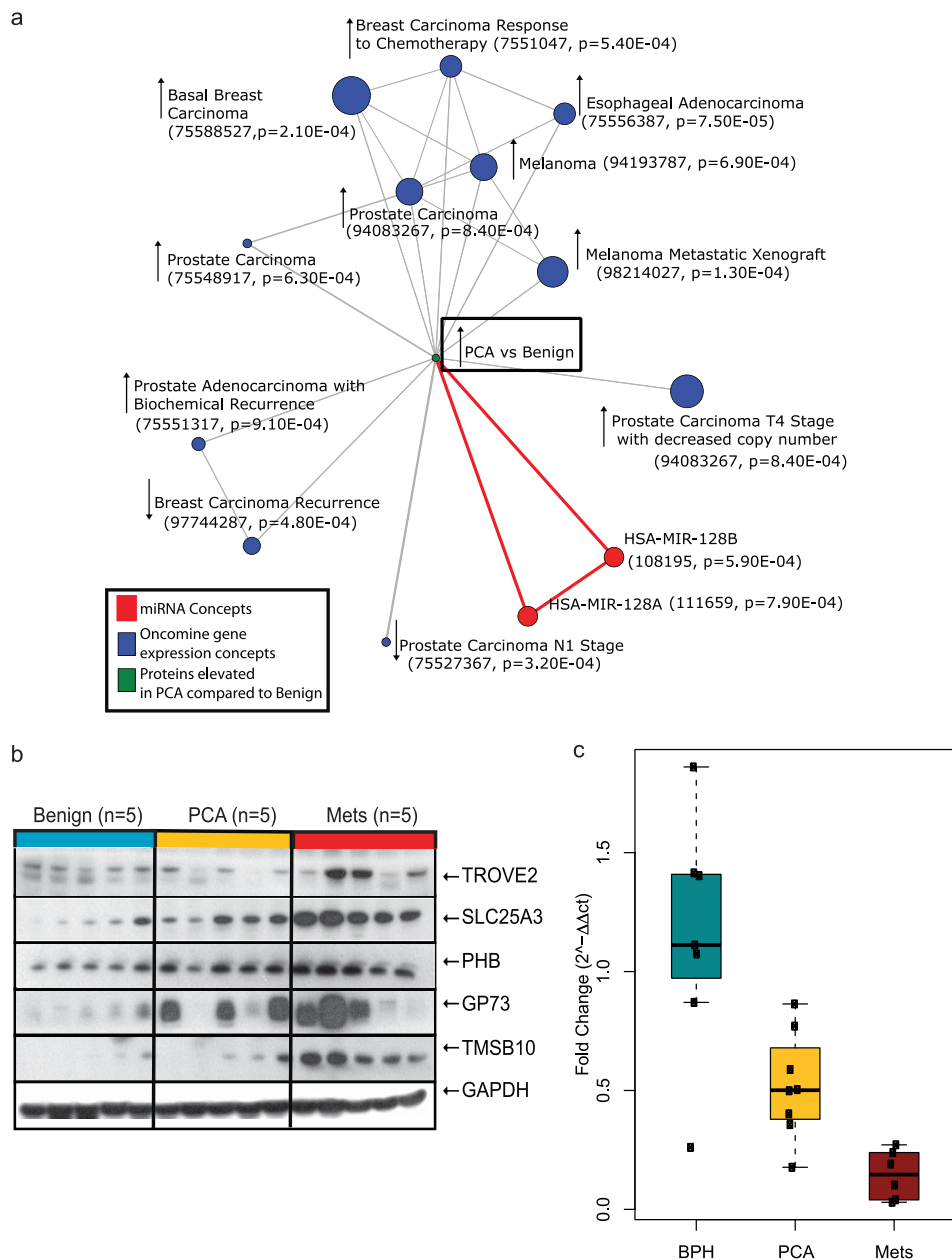 a
Breast Carcinoma Response
to Chemotherapy (7551047, p=5.40E-04)
Basal Breast
Carcinoma
(75588527,p=2.10E-04)
Esophageal Adenocarcinoma
(75556387, p=7.50E-05)
Melanoma (94193787, p=6.90E-04)
Prostate Carcinoma
(94083267, p=8.40E-04)
Prostate Carcinoma
(75548917, p=6.30E-04)
Melanoma Metastatic Xenograft
(98214027, p=1.30E-04)
PCA vs Benign
Prostate Adenocarcinoma with
Biochemical Recurrence
(75551317, p=9.10E-04)
Prostate Carcinoma T4 Stage
with decreased copy number
(94083267, p=8.40E-04)
Breast Carcinoma Recurrence
(97744287, p=4.80E-04)
HSA-MIR-128B
(108195, p=5.90E-04)
HSA-MIR-128A (111659, p=7.90E-04)
Prostate Carcinoma N1 Stage
(75527367, p=3.20E-04)
miRNA Concepts
Oncomine gene
expression concepts
Proteins elevated
in PCA compared to Benign
b
Benign (n=5) PCA (n=5) Mets (n=5)
←TROVE2
←SLC25A3
←PHB
←GP73
←TMSB10
←GAPDH
c
Fold Change (2^-ΔΔct)
1.5
1.0
0.5
0.0
BPH PCA Mets